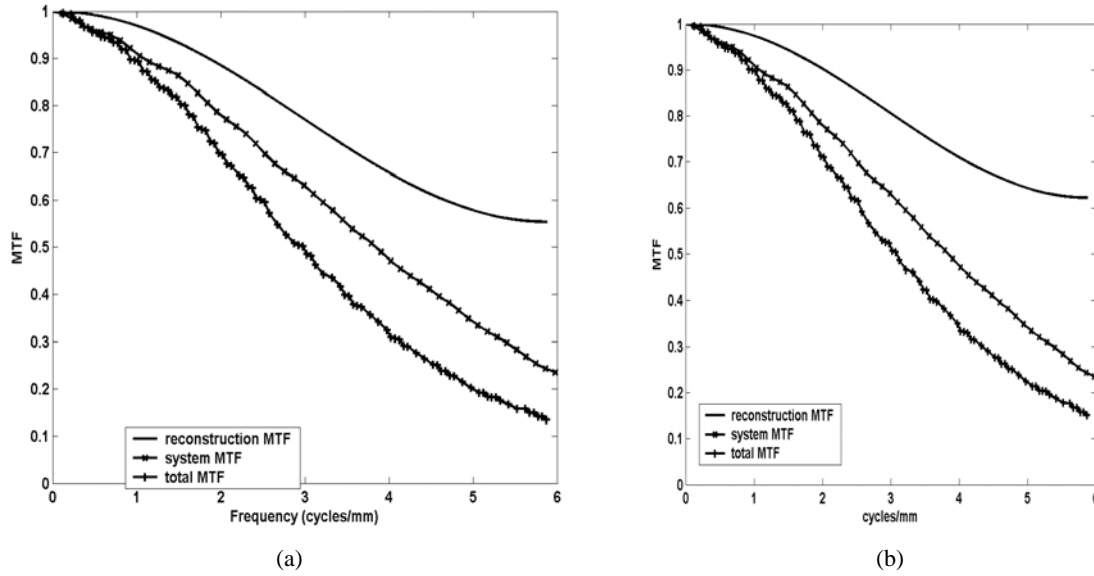 1
0.9
0.8
0.7
0.6
0.5
0.4
0.3
0.2
0.1
0
MTF
reconstruction MTF
system MTF
total MTF
0 1 2 3 4 5 6
Frequency (cycles/mm)
(a)
1
0.9
0.8
0.7
0.6
0.5
0.4
0.3
0.2
0.1
0
MTF
reconstruction MTF
system MTF
total MTF
0 1 2 3 4 5 6
cycles/mm
(b)